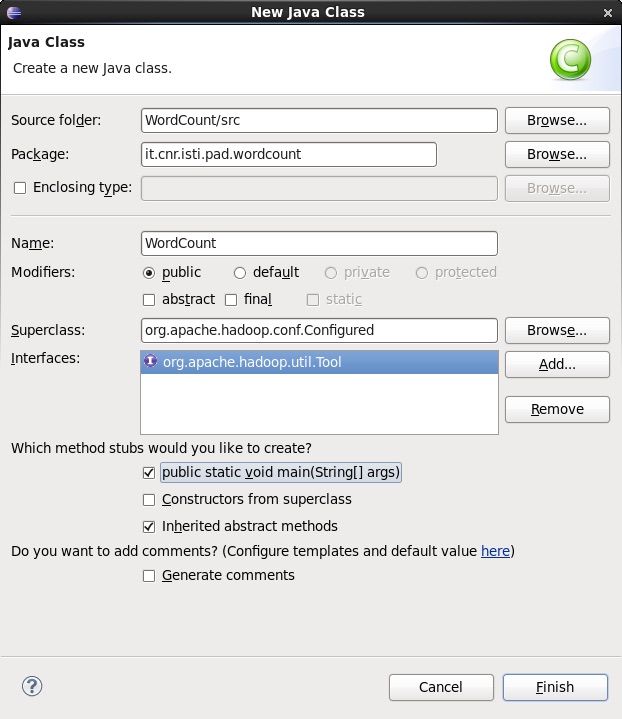 New Java Class
Java Class
Create a new Java class.
Source folder: WordCount/src Browse...
Package: it.cnr.isti.pad.wordcount Browse...
Enclosing type: Browse...
Name: WordCount
Modifiers: public default private protected
abstract final static
Superclass: org.apache.hadoop.conf.Configured Browse...
Interfaces: org.apache.hadoop.util.Tool Add...
Remove
Which method stubs would you like to create?
public static void main(String[] args)
Constructors from superclass
Inherited abstract methods
Do you want to add comments? (Configure templates and default value here)
Generate comments
Cancel Finish